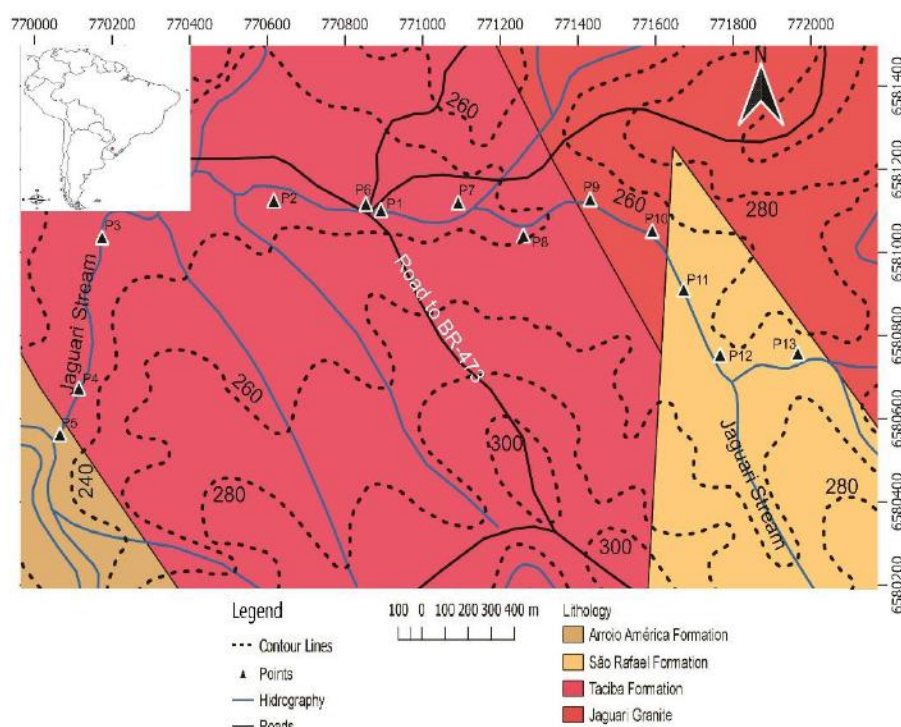 770000 770200 770400 770600 770800 771000 771200 771400 771600 771800 772000
N
6581400
260
6581200
P6
P7
P9
P2
P1
260
280
P10
P3
P8
6581000
Road to BR-473
P11
Jaguari Stream
6580800
P12
P13
P4
260
6580600
P5
300
Jaguari Stream
240
280
280
6580400
300
6580200
Legend
100 0 100 200 300 400 m
Lithology
Contour Lines
Arroio América Formation
Points
São Rafael Formation
Hidrography
Taciba Formation
Roads
Jaguari Granite